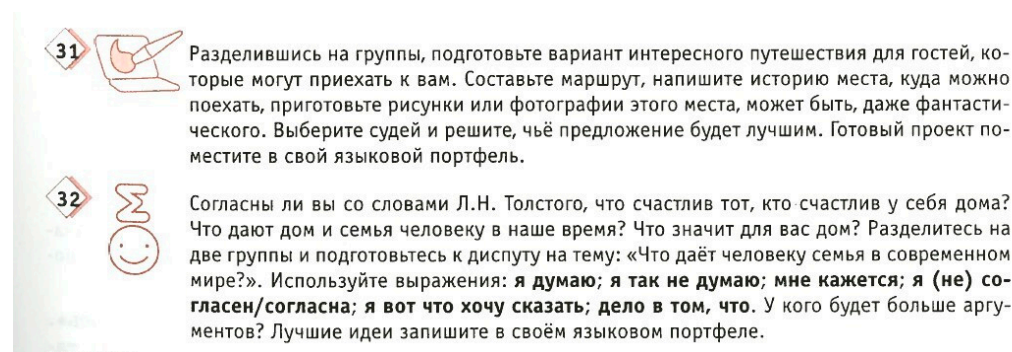 31
Разделившись на группы, подготовьте вариант интересного путешествия для гостей, ко-
торые могут приехать к вам. Составьте маршрут, напишите историю места, куда можно
поехать, приготовьте рисунки или фотографии этого места, может быть, даже фантасти-
ческого. Выберите судей и решите, чьё предложение будет лучшим. Готовый проект по-
местите в свой языковой портфель.
32
Согласны ли вы со словами Л.Н. Толстого, что счастлив тот, кто счастлив у себя дома?
Что дают дом и семья человеку в наше время? Что значит для вас дом? Разделитесь на
две группы и подготовьтесь к диспуту на тему: «Что даёт человеку семья в современном
мире?». Используйте выражения: я думаю; я так не думаю; мне кажется; я (не) со-
гласен/согласна; я вот что хочу сказать; дело в том, что. У кого будет больше аргу-
ментов? Лучшие идеи запишите в своём языковом портфеле.